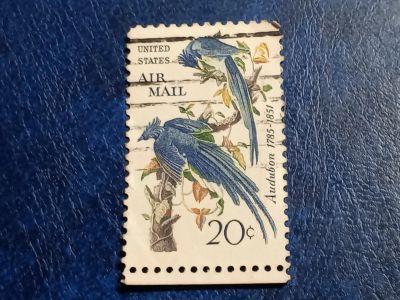 UNITED
STATES
AIR
MAIL
Audubon 1785-1851
20¢